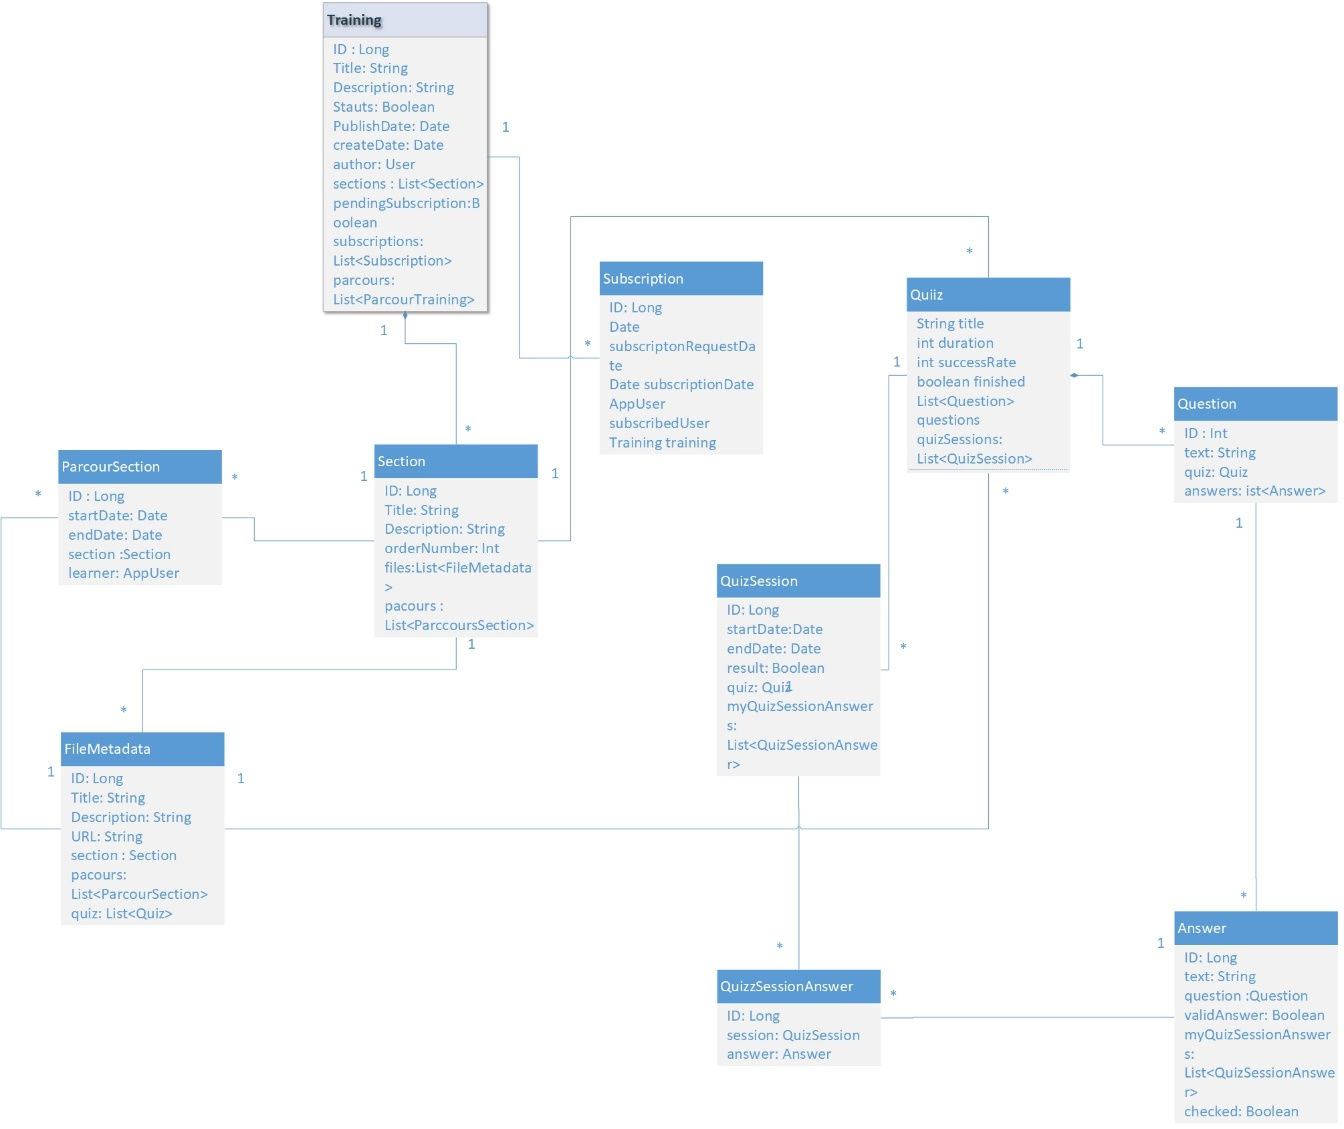 Training
ID : Long
Title: String
Description: String
Stauts: Boolean
PublishDate: Date
createDate: Date
author: User
sections : List<Section>
pendingSubscription:B
oolean
subscriptions:
List<Subscription>
parcours:
List<ParcourTraining>
1
1
*
Subscription
ID: Long
Date
subscriptonRequestDa
te
Date subscriptionDate
AppUser
subscribedUser
Training training
*
*
Quiiz
String title
int duration
int successRate
boolean finished
List<Question>
questions
quizSessions:
List<QuizSession>
1
1
*
*
Question
ID : Int
text: String
quiz: Quiz
answers: ist<Answer>
1
ParcourSection
ID : Long
startDate: Date
endDate: Date
section :Section
learner: AppUser
*
*
Section
ID: Long
Title: String
Description: String
orderNumber: Int
files:List<FileMetadata
>
pacours :
List<ParccoursSection>
1
1
1
QuizSession
ID: Long
startDate:Date
endDate: Date
result: Boolean
quiz: Quiz
1
myQuizSessionAnswer
s:
List<QuizSessionAnswe
r>
*
*
FileMetadata
ID: Long
Title: String
Description: String
URL: String
section : Section
pacours:
List<ParcourSection>
quiz: List<Quiz>
1
1
*
QuizzSessionAnswer
ID: Long
session: QuizSession
answer: Answer
*
*
1
Answer
ID: Long
text: String
question :Question
validAnswer: Boolean
myQuizSessionAnswer
s:
List<QuizSessionAnswe
r>
checked: Boolean